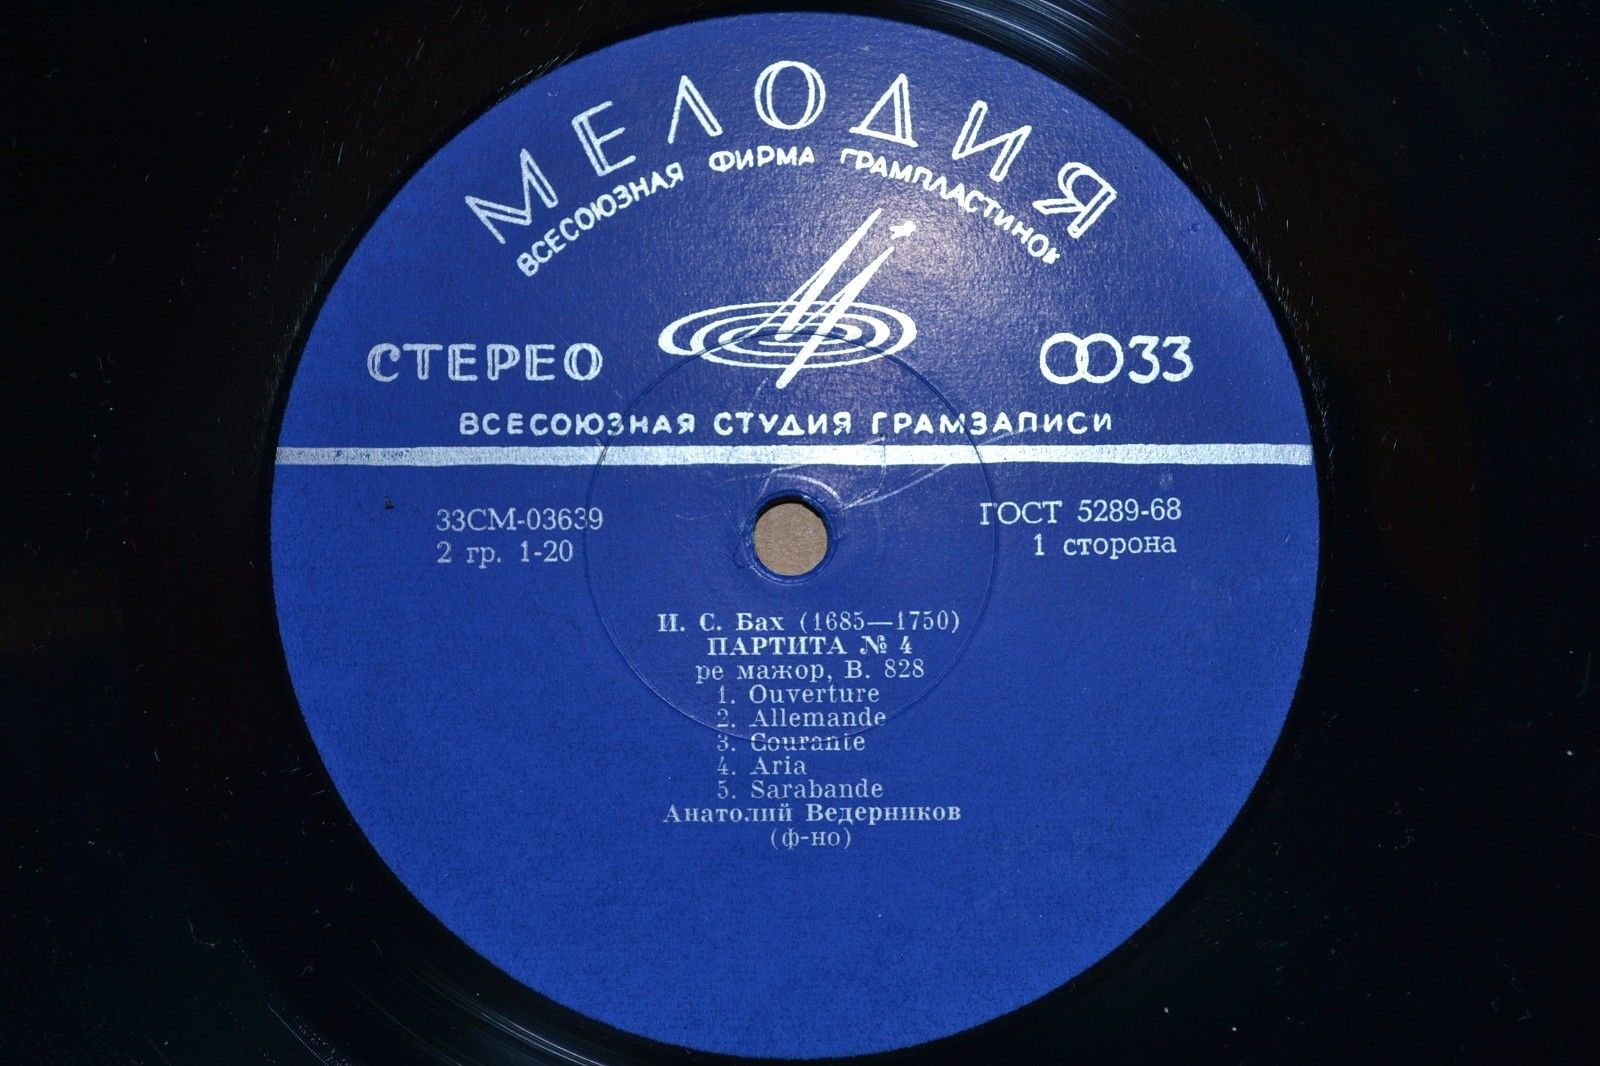 МЕЛОДИЯ
ВСЕСОЮЗНАЯ ФИРМА ГРАМПЛАСТИНОК
СТЕРЕО
33
ВСЕСОЮЗНАЯ СТУДИЯ ГРАМЗАПИСИ
33СМ-03639
ГОСТ 5289-68
2 гр. 1-20
1 сторона
И. С. Бах (1685—1750)
ПАРТИТА № 4
ре мажор, В. 828
1. Ouverture
2. Allemande
3. Courante
4. Aria
5. Sarabande
Анатолий Ведерников
(ф-но)